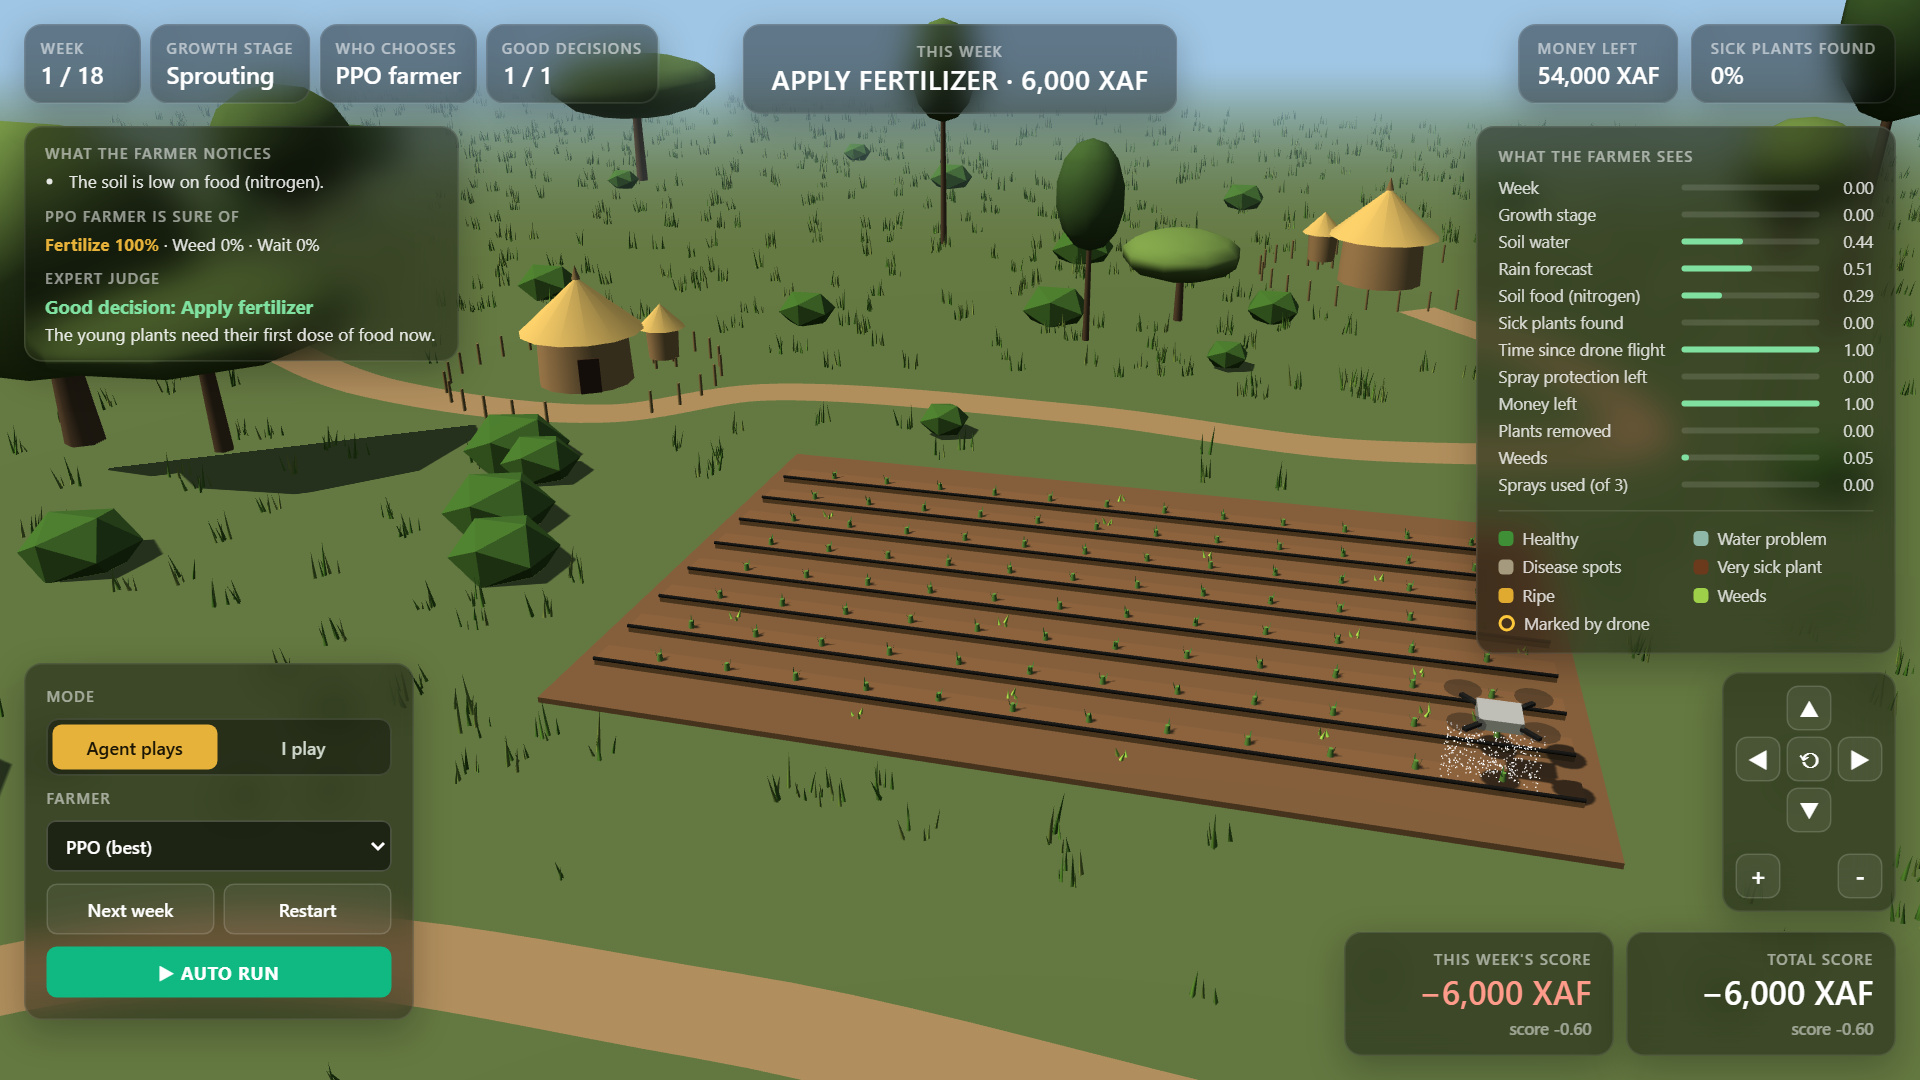 WEEK
1 / 18
GROWTH STAGE
Sprouting
WHO CHOOSES
PPO farmer
GOOD DECISIONS
1 / 1
THIS WEEK
APPLY FERTILIZER · 6,000 XAF
MONEY LEFT
54,000 XAF
SICK PLANTS FOUND
0%
WHAT THE FARMER NOTICES
• The soil is low on food (nitrogen).
PPO FARMER IS SURE OF
Fertilize 100% · Weed 0% · Wait 0%
EXPERT JUDGE
Good decision: Apply fertilizer
The young plants need their first dose of food now.
WHAT THE FARMER SEES
Week 0.00
Growth stage 0.00
Soil water 0.44
Rain forecast 0.51
Soil food (nitrogen) 0.29
Sick plants found 0.00
Time since drone flight 1.00
Spray protection left 0.00
Money left 1.00
Plants removed 0.00
Weeds 0.05
Sprays used (of 3) 0.00
Healthy
Water problem
Disease spots
Very sick plant
Ripe
Weeds
Marked by drone
MODE
Agent plays
I play
FARMER
PPO (best)
Next week
Restart
▶ AUTO RUN
+
-
THIS WEEK'S SCORE
−6,000 XAF
score -0.60
TOTAL SCORE
−6,000 XAF
score -0.60